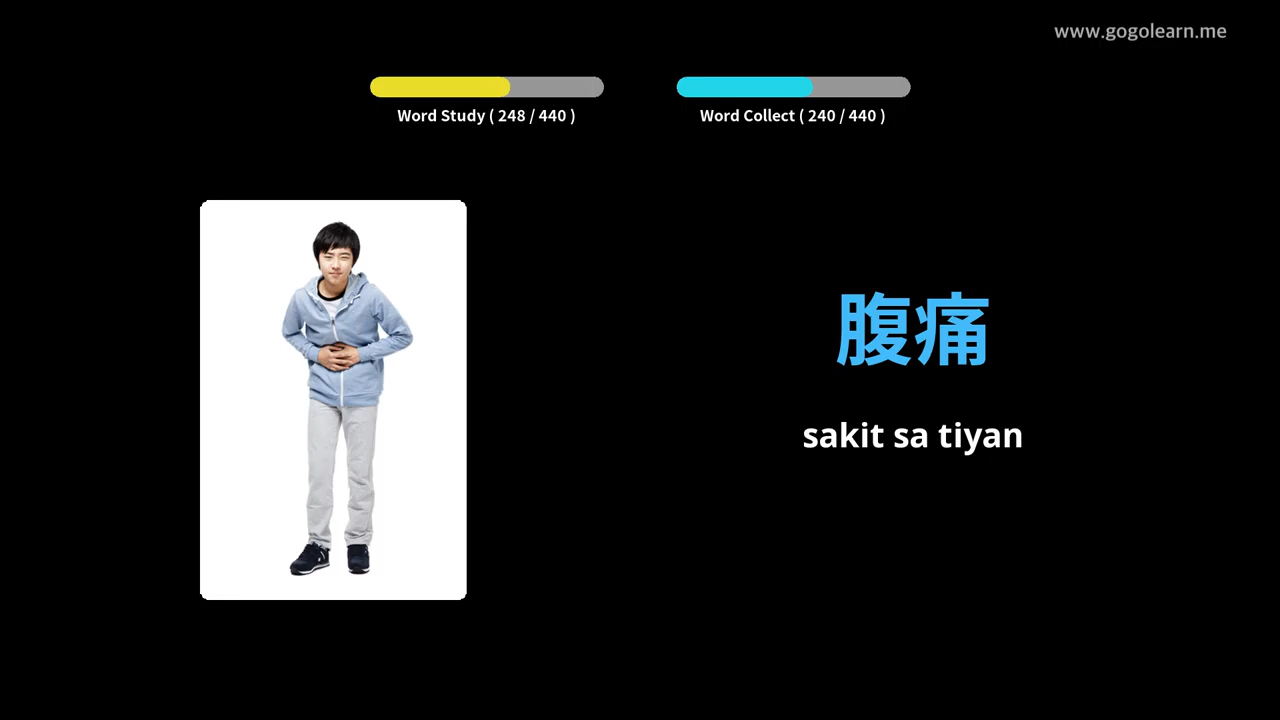 www.gogolearn.me
Word Study ( 248 / 440 )
Word Collect ( 240 / 440 )
腹痛
sakit sa tiyan